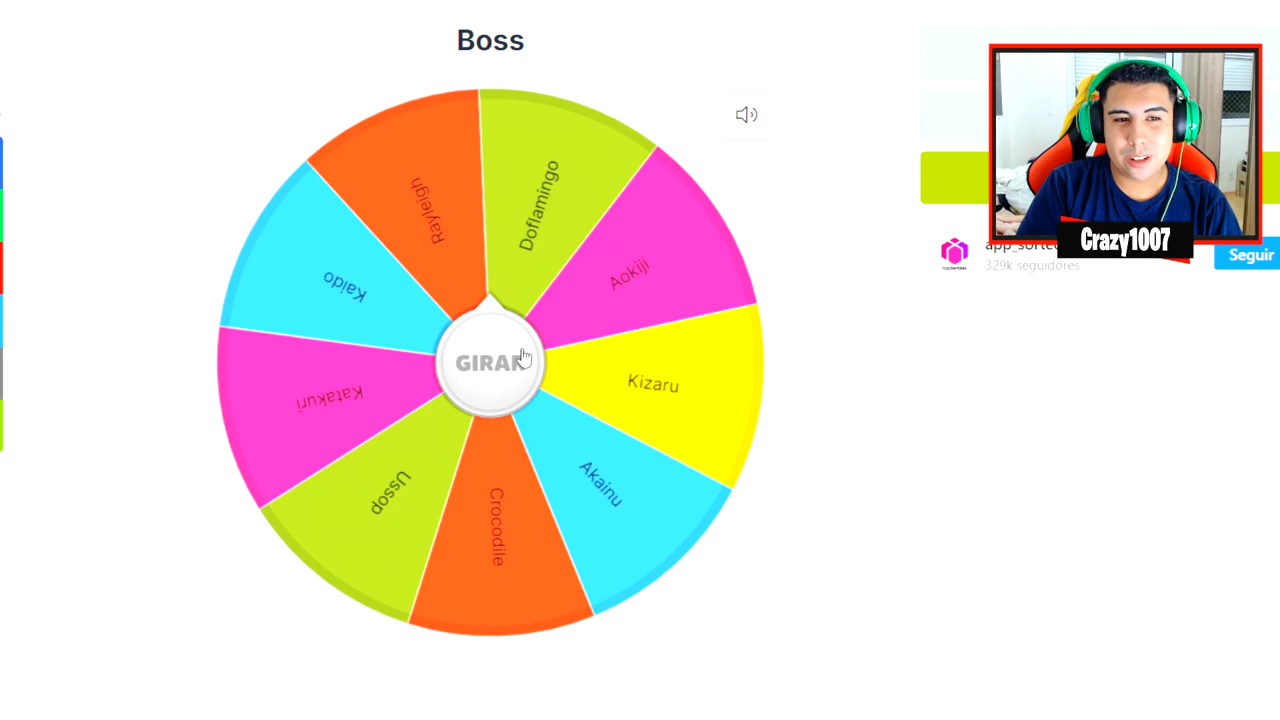 Boss
Doflamingo
Aokiji
Kizaru
Akainu
Crocodile
Ussop
Katakuri
Kaido
Rayleigh
GIRAR
Crazy1007
329k seguidores
Seguir